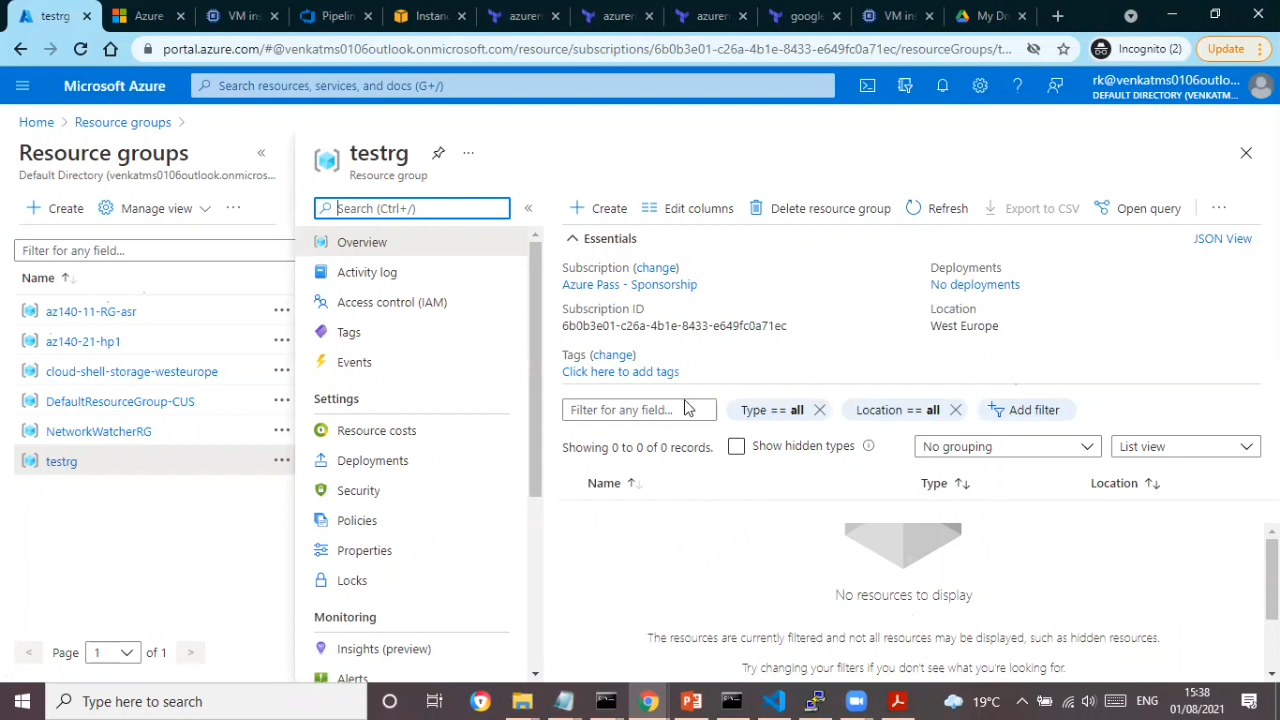 testrg
Azure
VM ins
Pipelin
Instanc
azurerr
azurerr
azurerr
google
VM ins
My Dr
portal.azure.com/#@venkatms0106outlook.onmicrosoft.com/resource/subscriptions/6b0b3e01-c26a-4b1e-8433-e649fc0a71ec/resourceGroups/t...
Incognito (2)
Update
Microsoft Azure
Search resources, services, and docs (G+/)
rk@venkatms0106outlo...
DEFAULT DIRECTORY (VENKATM...
Home > Resource groups >
Resource groups
Default Directory (venkatms0106outlook.onmicros...
Create
Manage view
Filter for any field...
Name
az140-11-RG-asr
az140-21-hp1
cloud-shell-storage-westeurope
DefaultResourceGroup-CUS
NetworkWatcherRG
testrg
< Page 1 of 1 >
testrg
Resource group
Search (Ctrl+/)
Overview
Activity log
Access control (IAM)
Tags
Events
Settings
Resource costs
Deployments
Security
Policies
Properties
Locks
Monitoring
Insights (preview)
Alerts
Create
Edit columns
Delete resource group
Refresh
Export to CSV
Open query
Essentials
JSON View
Subscription (change)
Azure Pass - Sponsorship
Subscription ID
6b0b3e01-c26a-4b1e-8433-e649fc0a71ec
Tags (change)
Click here to add tags
Deployments
No deployments
Location
West Europe
Filter for any field...
Type == all
Location == all
Add filter
Showing 0 to 0 of 0 records.
Show hidden types
No grouping
List view
Name
Type
Location
No resources to display
The resources are currently filtered and not all resources may be displayed, such as hidden resources.
Try changing your filters if you don't see what you're looking for.
Type here to search
19°C
ENG
15:38
01/08/2021